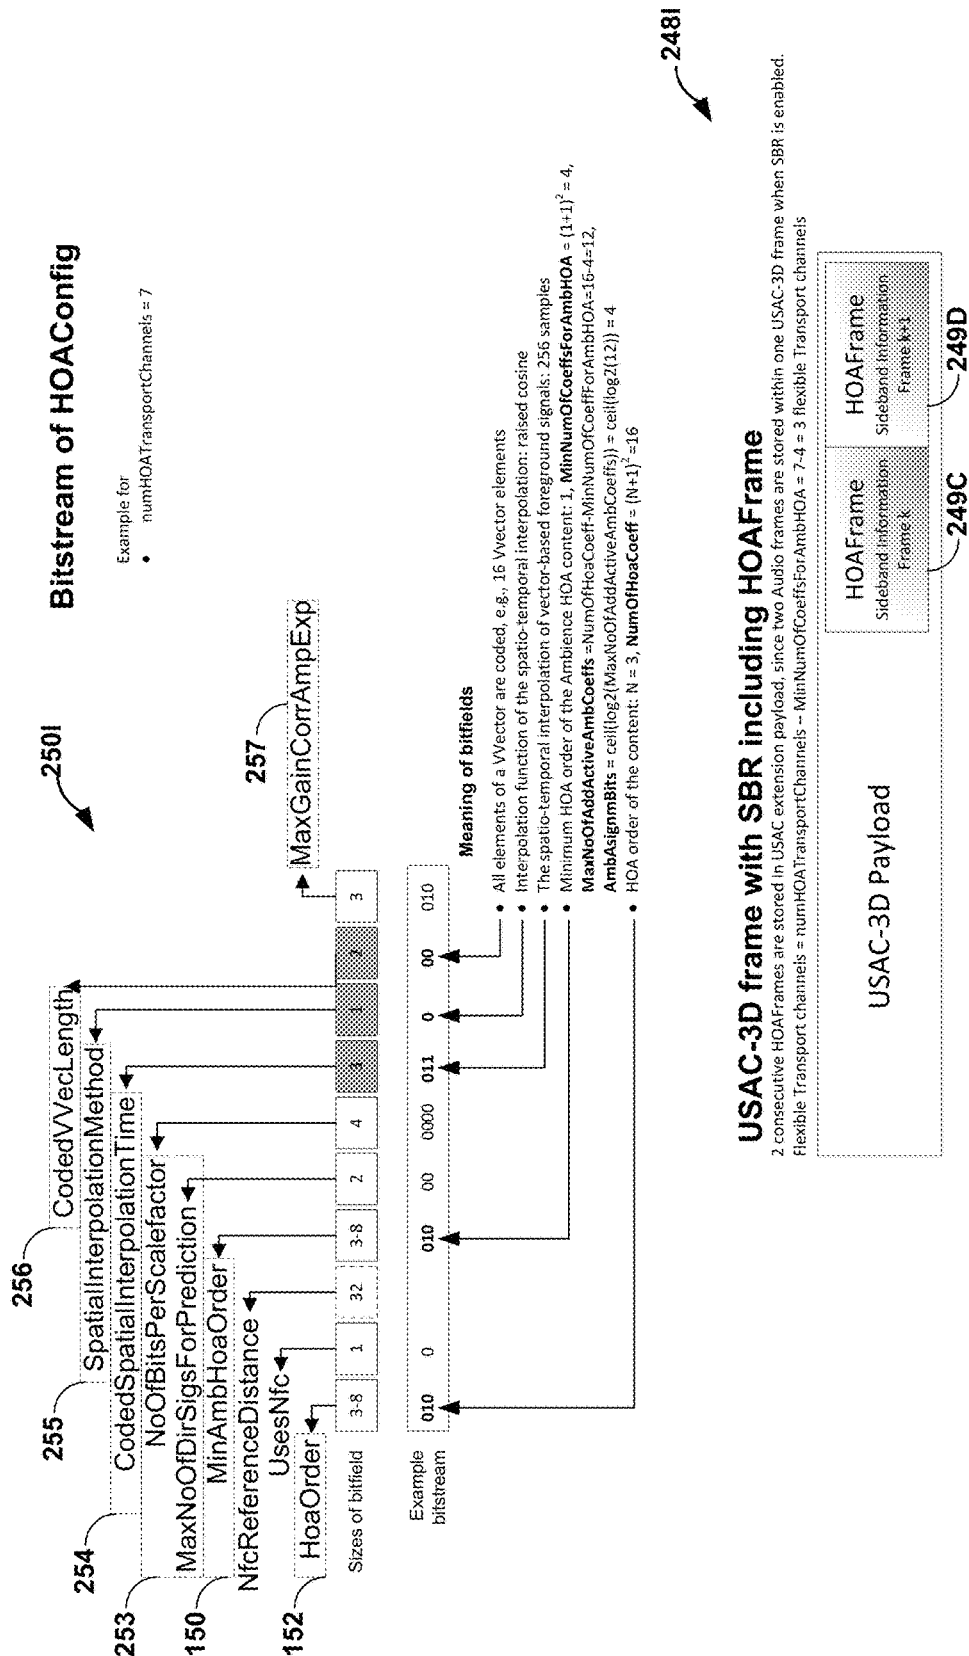 250I
Bitstream of HOAConfig
Example for
• numHOATransportChannels = 7
256
CodedVVecLength
255
SpatialInterpolationMethod
254
CodedSpatialInterpolationTime
253
NoOfBitsPerScalefactor
MaxNoOfDirSigsForPrediction
150
MinAmbHoaOrder
NfcReferenceDistance
UsesNfc
152
HoaOrder
257
MaxGainCorrAmpExp
Sizes of bitfield
3-8 1 32 3-8 2 4 3
Example
bitstream
010 0 010 00 0000 011 0 00 010
Meaning of bitfields
• All elements of a VVector are coded, e.g., 16 Vvector elements
• Interpolation function of the spatio-temporal interpolation: raised cosine
• The spatio-temporal interpolation of vector-based foreground signals: 256 samples
• Minimum HOA order of the Ambience HOA content: 1, MinNumOfCoeffsForAmbHOA = (1+1)² = 4,
MaxNoOfAddActiveAmbCoeffs =NumOfHoaCoeff-MinNumOfCoeffForAmbHOA=16-4=12,
AmbAsignmBits = ceil(log2(MaxNoOfAddActiveAmbCoeffs)) = ceil(log2(12)) = 4
• HOA order of the content: N = 3, NumOfHoaCoeff = (N+1)² =16
248I
USAC-3D frame with SBR including HOAFrame
2 consecutive HOAFrames are stored in USAC extension payload, since two Audio frames are stored within one USAC-3D frame when SBR is enabled.
Flexible Transport channels = numHOATransportChannels – MinNumOfCoeffsForAmbHOA = 7-4 = 3 flexible Transport channels
USAC-3D Payload
HOAFrame
Sideband Information
Frame k
HOAFrame
Sideband Information
Frame k+1
249C
249D